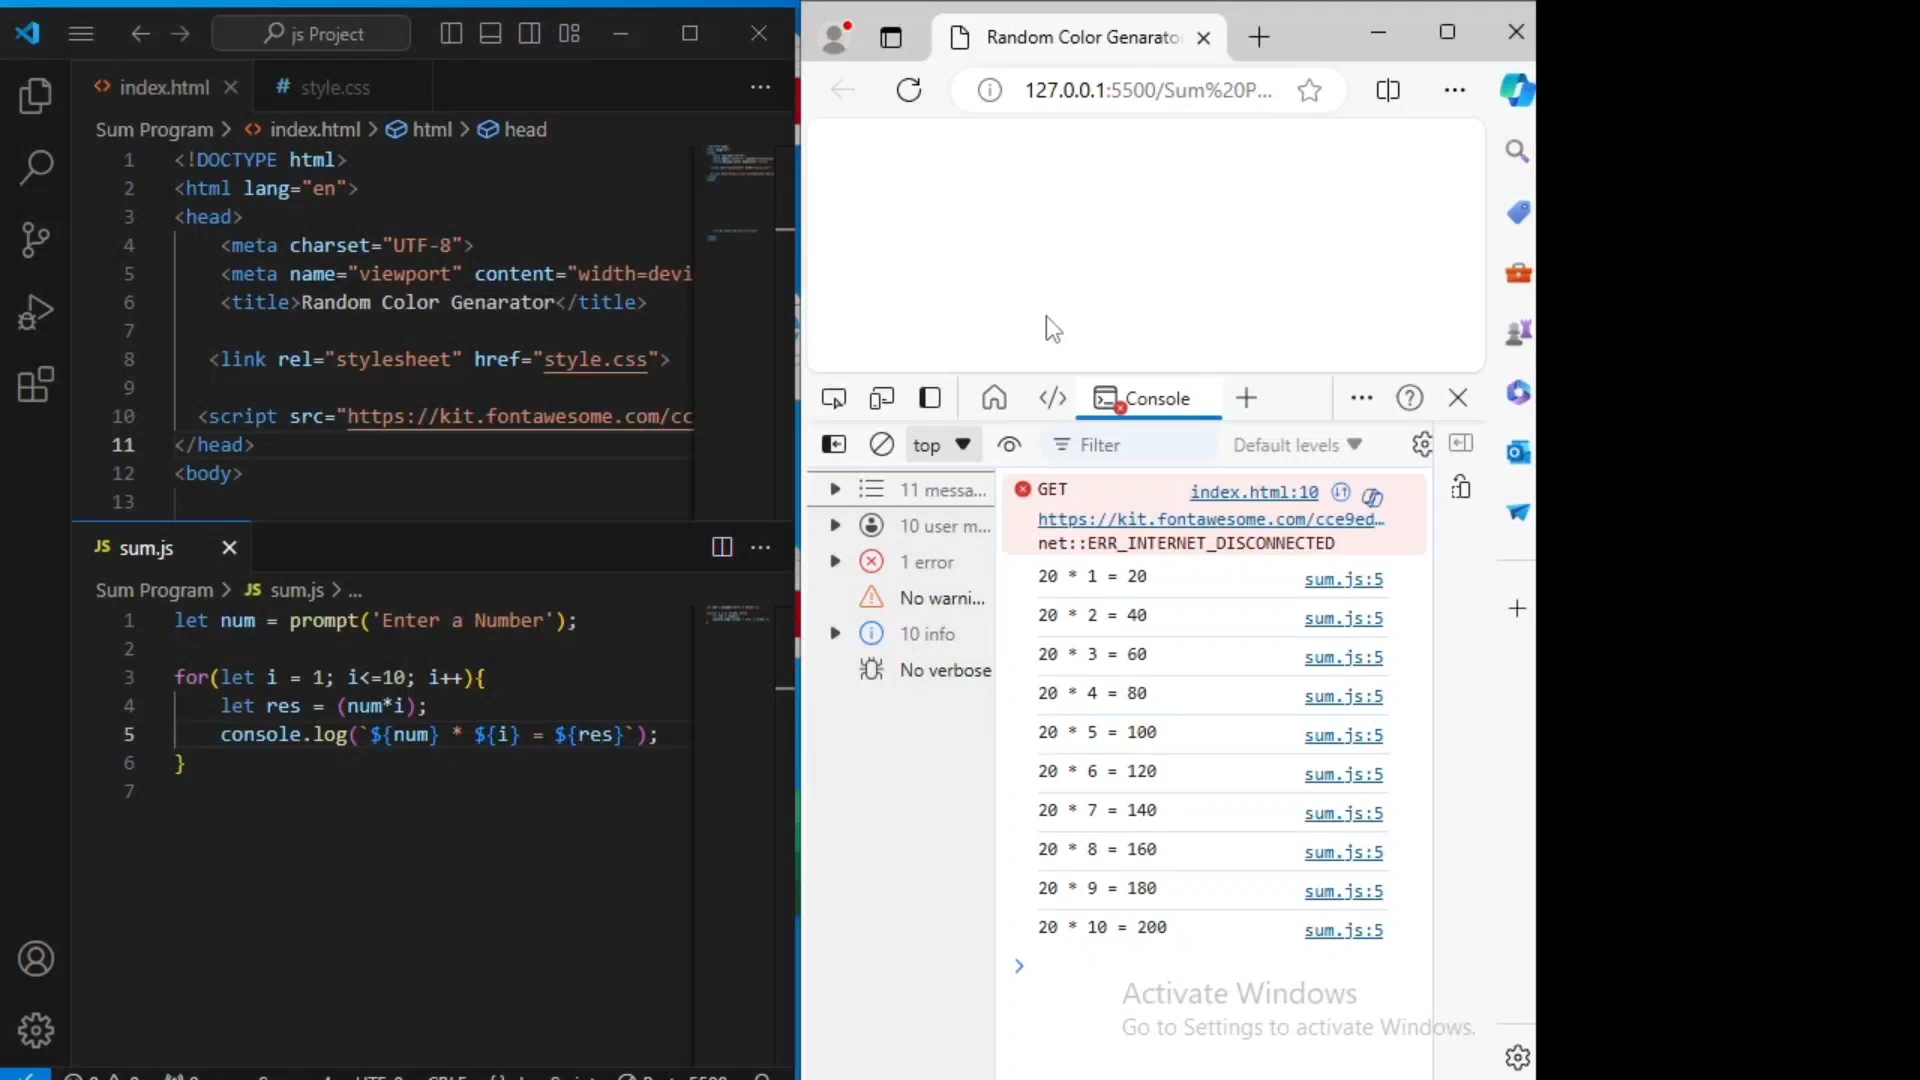 js Project
index.html
style.css
Sum Program > index.html > html > head
1 <!DOCTYPE html>
2 <html lang="en">
3 <head>
4 <meta charset="UTF-8">
5 <meta name="viewport" content="width=devi
6 <title>Random Color Genarator</title>
7
8 <link rel="stylesheet" href="style.css">
9
10 <script src="https://kit.fontawesome.com/cc
11 </head>
12 <body>
13
JS sum.js
Sum Program > JS sum.js > ...
1 let num = prompt('Enter a Number');
2
3 for(let i = 1; i<=10; i++){
4 let res = (num*i);
5 console.log(`${num} * ${i} = ${res}`);
6 }
7
Random Color Genarato
127.0.0.1:5500/Sum%20P...
Console
top
Filter
Default levels
11 messa...
10 user m...
1 error
No warni...
10 info
No verbose
GET index.html:10
https://kit.fontawesome.com/cce9ed…
net::ERR_INTERNET_DISCONNECTED
20 * 1 = 20 sum.js:5
20 * 2 = 40 sum.js:5
20 * 3 = 60 sum.js:5
20 * 4 = 80 sum.js:5
20 * 5 = 100 sum.js:5
20 * 6 = 120 sum.js:5
20 * 7 = 140 sum.js:5
20 * 8 = 160 sum.js:5
20 * 9 = 180 sum.js:5
20 * 10 = 200 sum.js:5
Activate Windows
Go to Settings to activate Windows.